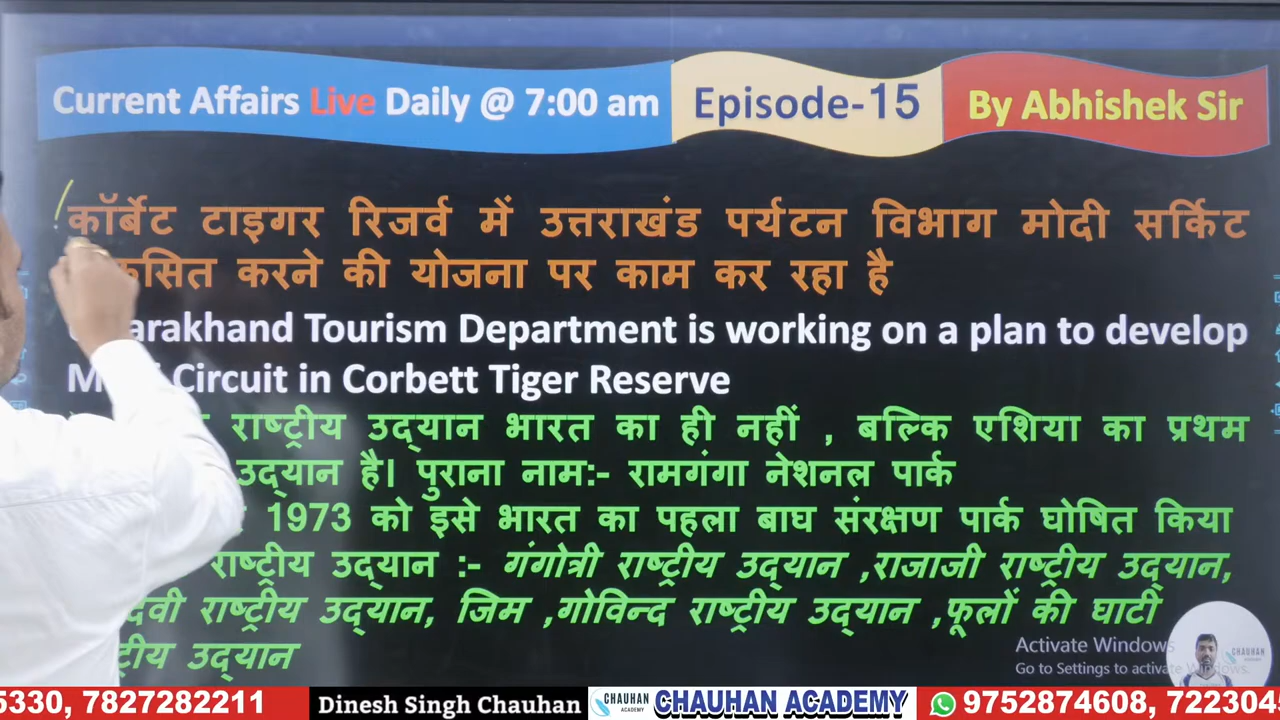 Current Affairs Live Daily @ 7:00 am
Episode-15
By Abhishek Sir
कॉर्बेट टाइगर रिजर्व में उत्तराखंड पर्यटन विभाग मोदी सर्किट
करने की योजना पर काम कर रहा है
Tourism Department is working on a plan to develop
Circuit in Corbett Tiger Reserve
राष्ट्रीय उद्यान भारत का ही नहीं , बल्कि एशिया का प्रथम
उद्यान है। पुराना नाम:- रामगंगा नेशनल पार्क
1973 को इसे भारत का पहला बाघ संरक्षण पार्क घोषित किया
राष्ट्रीय उद्यान :- गंगोत्री राष्ट्रीय उद्यान ,राजाजी राष्ट्रीय उद्यान,
राष्ट्रीय उद्यान, जिम ,गोविन्द राष्ट्रीय उद्यान ,फूलों की घाटी
उद्यान
Activate Windows
Go to Settings to activate Windows.
CHAUHAN
5330, 7827282211
Dinesh Singh Chauhan
CHAUHAN ACADEMY
CHAUHAN ACADEMY
9752874608, 722304